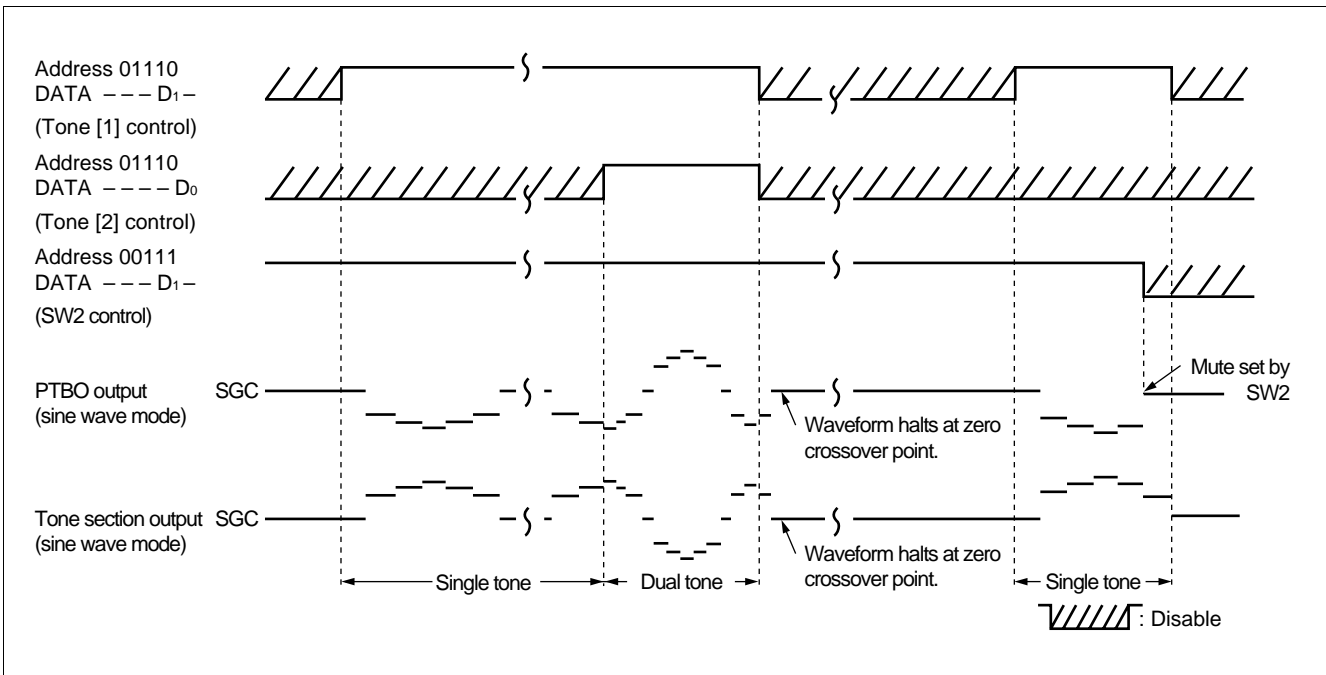 Address 01110
DATA – – – D1 –
(Tone [1] control)
Address 01110
DATA – – – – D0
(Tone [2] control)
Address 00111
DATA – – – D1 –
(SW2 control)
PTBO output
(sine wave mode)
SGC
Waveform halts at zero
crossover point.
Mute set by
SW2
Tone section output
(sine wave mode)
SGC
Waveform halts at zero
crossover point.
Single tone
Dual tone
Single tone
: Disable